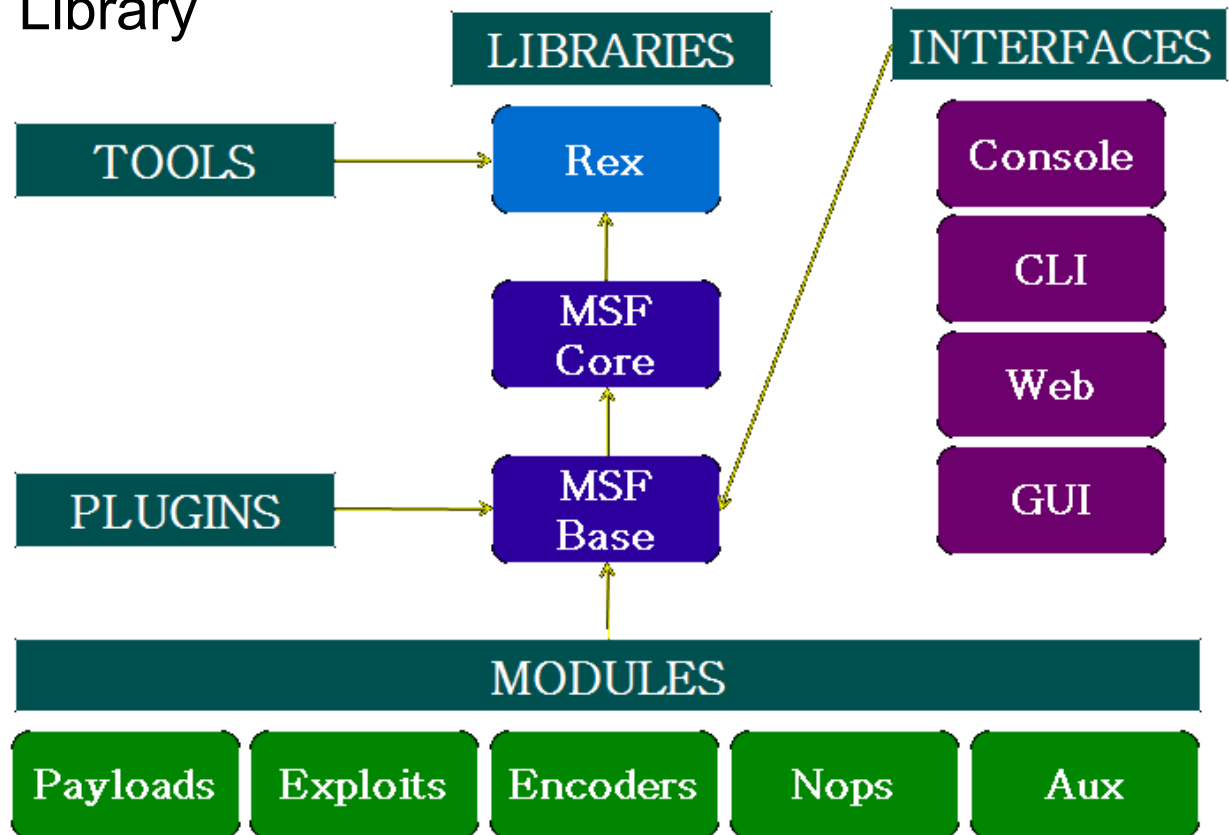 Library
LIBRARIES
INTERFACES
TOOLS
Rex
Console
CLI
MSF
Core
Web
PLUGINS
MSF
Base
GUI
MODULES
Payloads
Exploits
Encoders
Nops
Aux